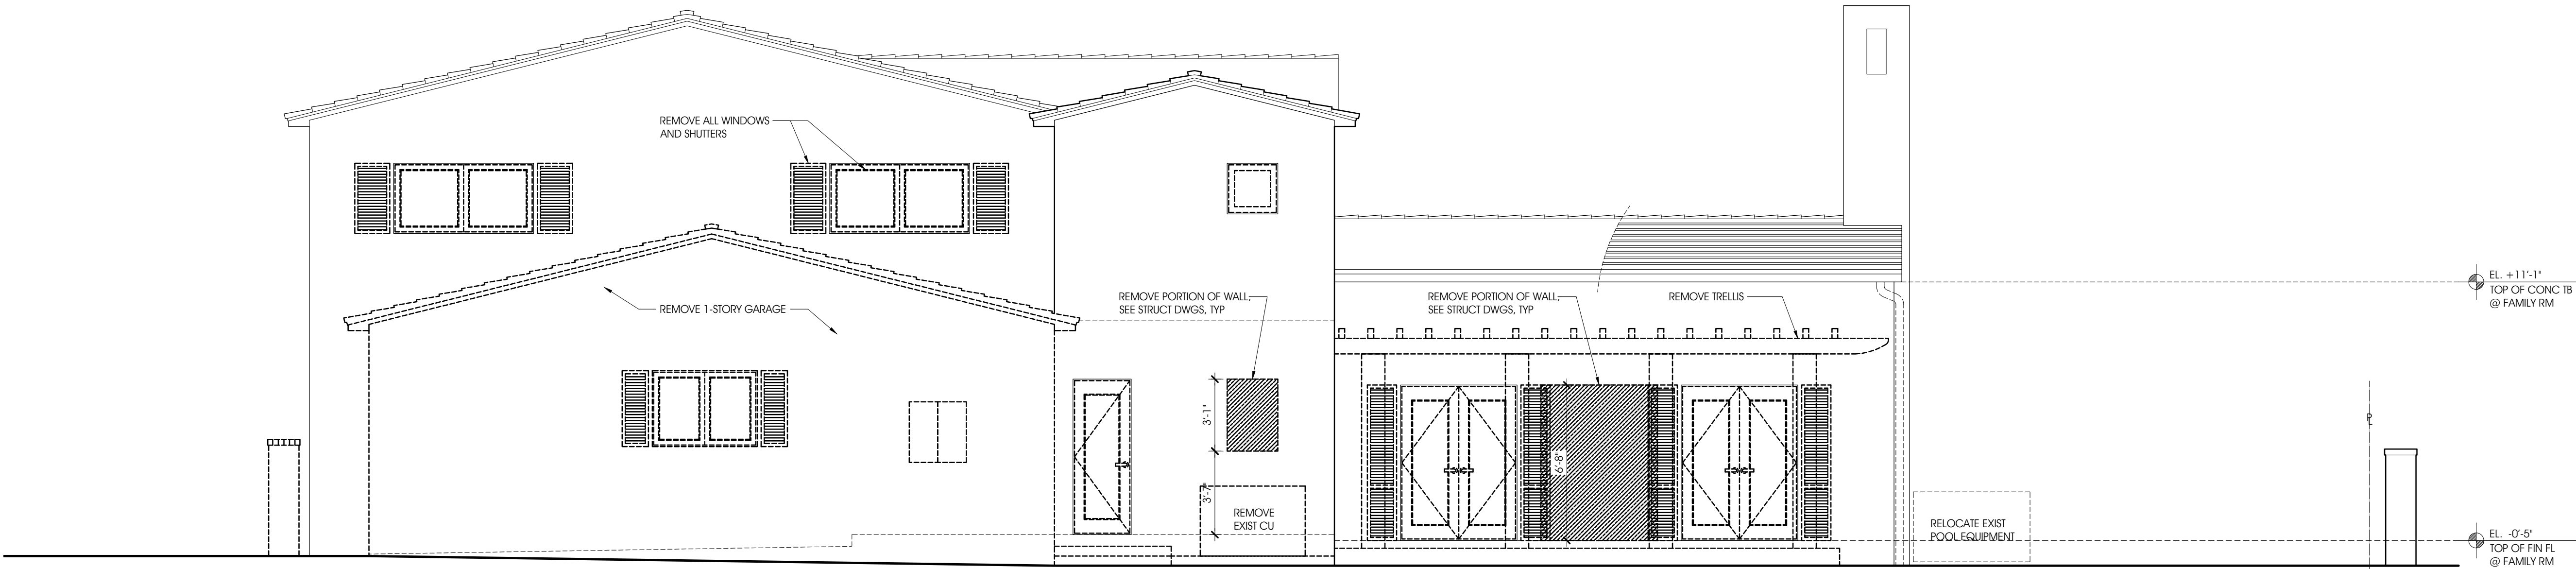 REMOVE ALL WINDOWS
AND SHUTTERS
REMOVE 1-STORY GARAGE
REMOVE PORTION OF WALL,
SEE STRUCT DWGS, TYP
REMOVE PORTION OF WALL,
SEE STRUCT DWGS, TYP
REMOVE TRELLIS
EL. +11'-1"
TOP OF CONC TB
@ FAMILY RM
3'-1"
3'-7"
6'-8"
REMOVE
EXIST CU
RELOCATE EXIST
POOL EQUIPMENT
PL
EL. -0'-5"
TOP OF FIN FL
@ FAMILY RM